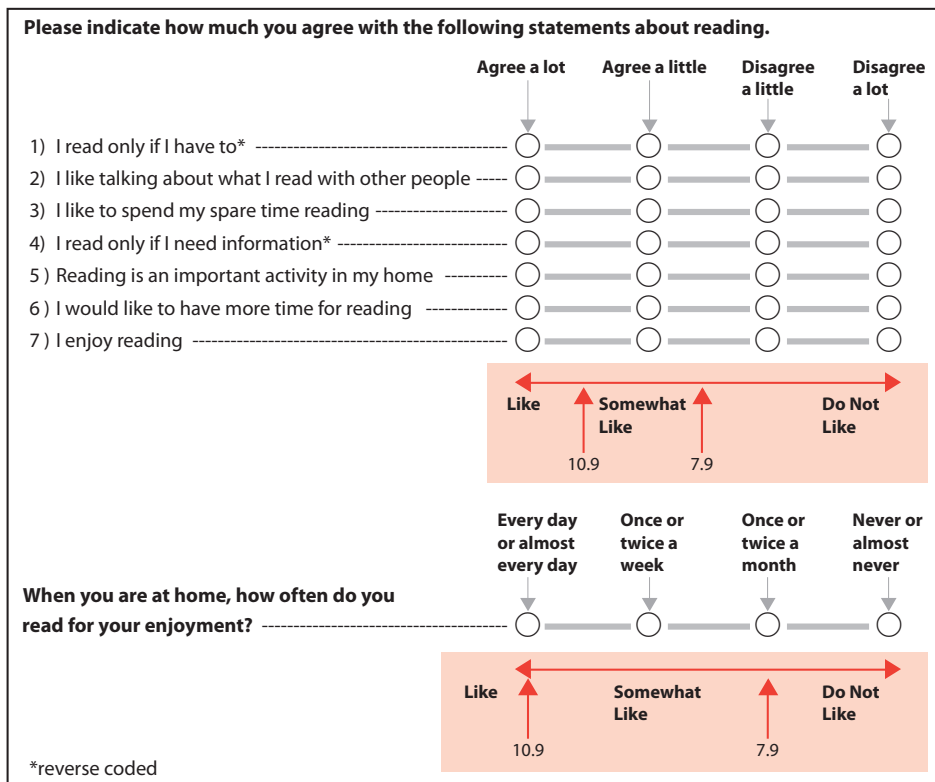 Please indicate how much you agree with the following statements about reading.
Agree a lot Agree a little Disagree a little Disagree a lot
1) I read only if I have to*
2) I like talking about what I read with other people
3) I like to spend my spare time reading
4) I read only if I need information*
5 ) Reading is an important activity in my home
6 ) I would like to have more time for reading
7 ) I enjoy reading
Like Somewhat Like Do Not Like
10.9 7.9
Every day or almost every day Once or twice a week Once or twice a month Never or almost never
When you are at home, how often do you
read for your enjoyment?
Like Somewhat Like Do Not Like
10.9 7.9
*reverse coded